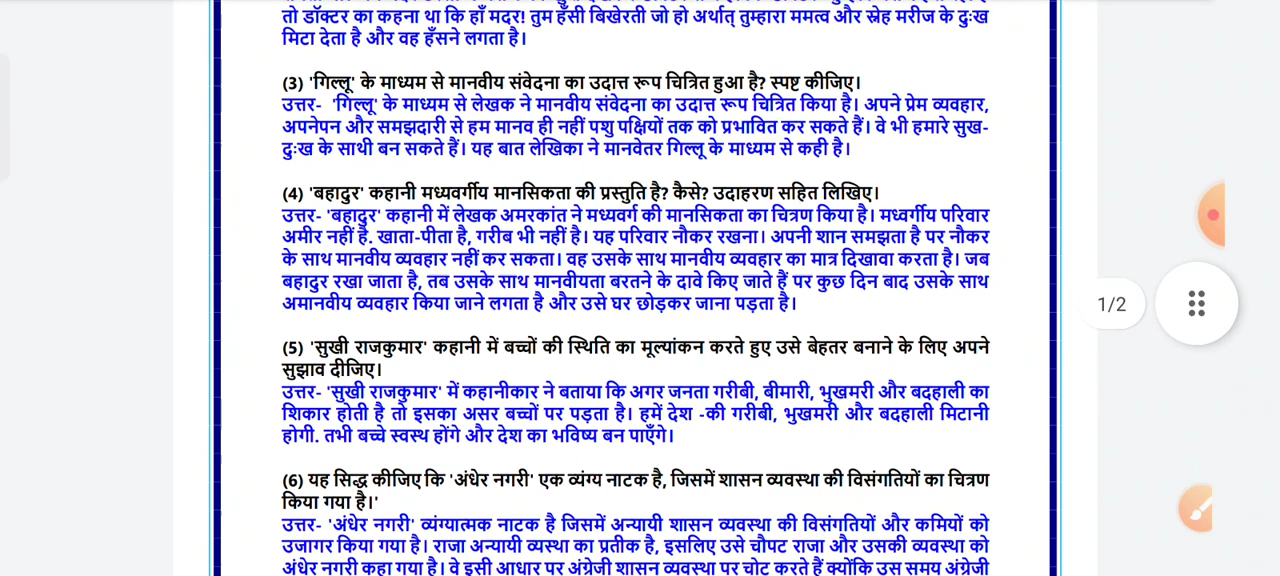 तो डॉक्टर का कहना था कि हाँ मदर! तुम हँसी बिखेरती जो हो अर्थात् तुम्हारा ममत्व और स्नेह मरीज के दुःख
मिटा देता है और वह हँसने लगता है।
(3) 'गिल्लू' के माध्यम से मानवीय संवेदना का उदात्त रूप चित्रित हुआ है? स्पष्ट कीजिए।
उत्तर- 'गिल्लू' के माध्यम से लेखक ने मानवीय संवेदना का उदात्त रूप चित्रित किया है। अपने प्रेम व्यवहार,
अपनेपन और समझदारी से हम मानव ही नहीं पशु पक्षियों तक को प्रभावित कर सकते हैं। वे भी हमारे सुख-
दुःख के साथी बन सकते हैं। यह बात लेखिका ने मानवेतर गिल्लू के माध्यम से कही है।
(4) 'बहादुर' कहानी मध्यवर्गीय मानसिकता की प्रस्तुति है? कैसे? उदाहरण सहित लिखिए।
उत्तर- 'बहादुर' कहानी में लेखक अमरकांत ने मध्यवर्ग की मानसिकता का चित्रण किया है। मध्वर्गीय परिवार
अमीर नहीं है. खाता-पीता है, गरीब भी नहीं है। यह परिवार नौकर रखना। अपनी शान समझता है पर नौकर
के साथ मानवीय व्यवहार नहीं कर सकता। वह उसके साथ मानवीय व्यवहार का मात्र दिखावा करता है। जब
बहादुर रखा जाता है, तब उसके साथ मानवीयता बरतने के दावे किए जाते हैं पर कुछ दिन बाद उसके साथ
अमानवीय व्यवहार किया जाने लगता है और उसे घर छोड़कर जाना पड़ता है।
1/2
(5) 'सुखी राजकुमार' कहानी में बच्चों की स्थिति का मूल्यांकन करते हुए उसे बेहतर बनाने के लिए अपने
सुझाव दीजिए।
उत्तर- 'सुखी राजकुमार' में कहानीकार ने बताया कि अगर जनता गरीबी, बीमारी, भुखमरी और बदहाली का
शिकार होती है तो इसका असर बच्चों पर पड़ता है। हमें देश -की गरीबी, भुखमरी और बदहाली मिटानी
होगी. तभी बच्चे स्वस्थ होंगे और देश का भविष्य बन पाएँगे।
(6) यह सिद्ध कीजिए कि 'अंधेर नगरी' एक व्यंग्य नाटक है, जिसमें शासन व्यवस्था की विसंगतियों का चित्रण
किया गया है।'
उत्तर- 'अंधेर नगरी' व्यंग्यात्मक नाटक है जिसमें अन्यायी शासन व्यवस्था की विसंगतियों और कमियों को
उजागर किया गया है। राजा अन्यायी व्यस्था का प्रतीक है, इसलिए उसे चौपट राजा और उसकी व्यवस्था को
अंधेर नगरी कहा गया है। वे इसी आधार पर अंग्रेजी शासन व्यवस्था पर चोट करते हैं क्योंकि उस समय अंग्रेजी